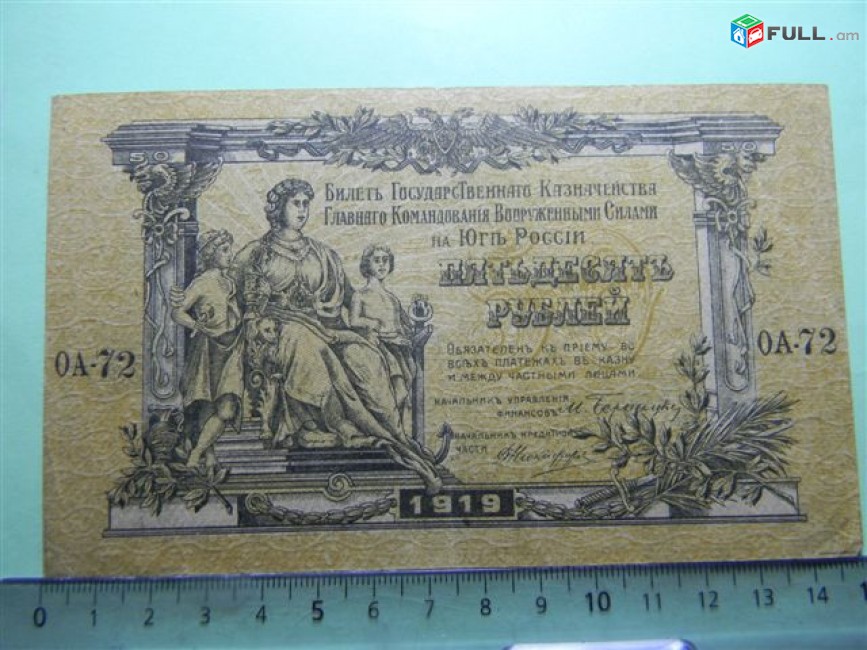 FULL.am
50 50
Билетъ Государственнаго Казначейства
Главнаго Командованія Вооруженными Силами
на Югѣ Россіи
ПЯТЬДЕСЯТЪ
РУБЛЕЙ
ОА-72 ОА-72
Обязателенъ къ пріему во
всѣхъ платежахъ въ казну
и между частными лицами
Начальникъ управленія
финансовъ
Начальникъ кредитной
части
1919
0 1 2 3 4 5 6 7 8 9 10 11 12 13 14